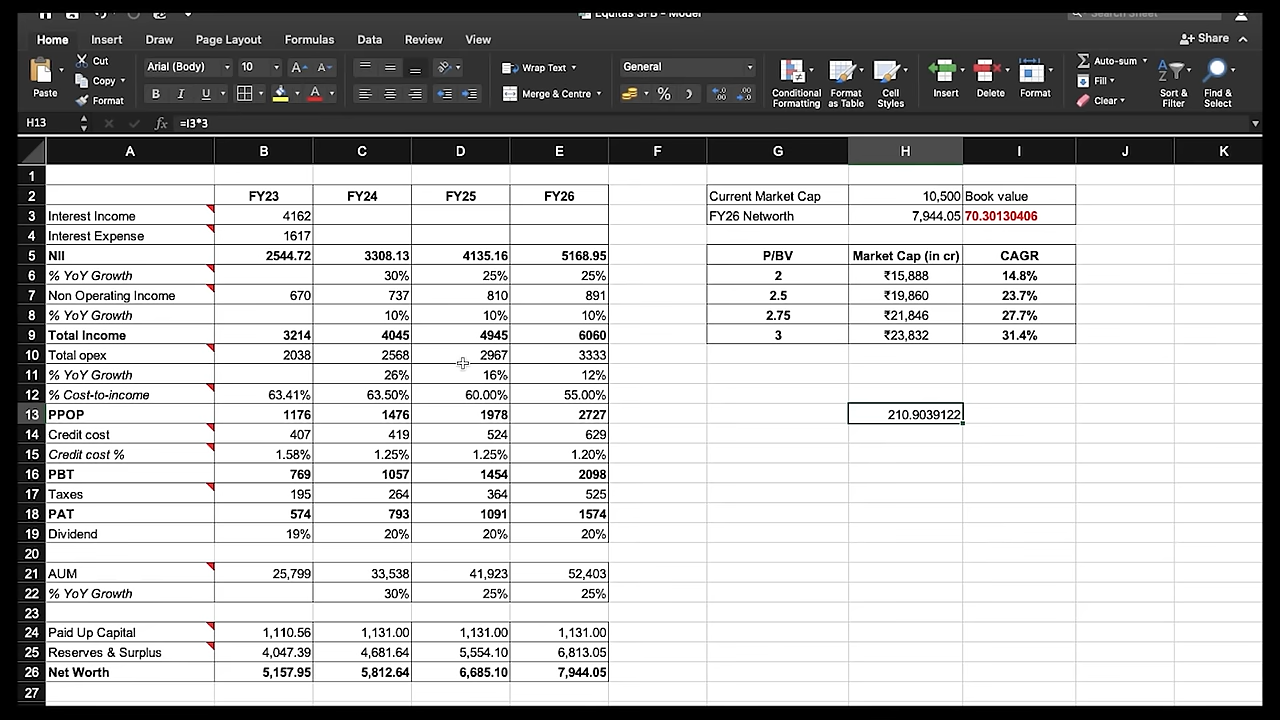 Equitas SFB - Model
Search Sheet
Home Insert Draw Page Layout Formulas Data Review View Share
Paste Cut Copy Format Arial (Body) 10 Wrap Text Merge & Centre General Conditional Formatting Format as Table Cell Styles Insert Delete Format Auto-sum Fill Clear Sort & Filter Find & Select
H13 fx =I3*3
A B C D E F G H I J K
1
2 FY23 FY24 FY25 FY26 Current Market Cap 10,500 Book value
3 Interest Income 4162 FY26 Networth 7,944.05 70.30130406
4 Interest Expense 1617
5 NII 2544.72 3308.13 4135.16 5168.95 P/BV Market Cap (in cr) CAGR
6 % YoY Growth 30% 25% 25% 2 ₹15,888 14.8%
7 Non Operating Income 670 737 810 891 2.5 ₹19,860 23.7%
8 % YoY Growth 10% 10% 10% 2.75 ₹21,846 27.7%
9 Total Income 3214 4045 4945 6060 3 ₹23,832 31.4%
10 Total opex 2038 2568 2967 3333
11 % YoY Growth 26% 16% 12%
12 % Cost-to-income 63.41% 63.50% 60.00% 55.00%
13 PPOP 1176 1476 1978 2727 210.9039122
14 Credit cost 407 419 524 629
15 Credit cost % 1.58% 1.25% 1.25% 1.20%
16 PBT 769 1057 1454 2098
17 Taxes 195 264 364 525
18 PAT 574 793 1091 1574
19 Dividend 19% 20% 20% 20%
20
21 AUM 25,799 33,538 41,923 52,403
22 % YoY Growth 30% 25% 25%
23
24 Paid Up Capital 1,110.56 1,131.00 1,131.00 1,131.00
25 Reserves & Surplus 4,047.39 4,681.64 5,554.10 6,813.05
26 Net Worth 5,157.95 5,812.64 6,685.10 7,944.05
27